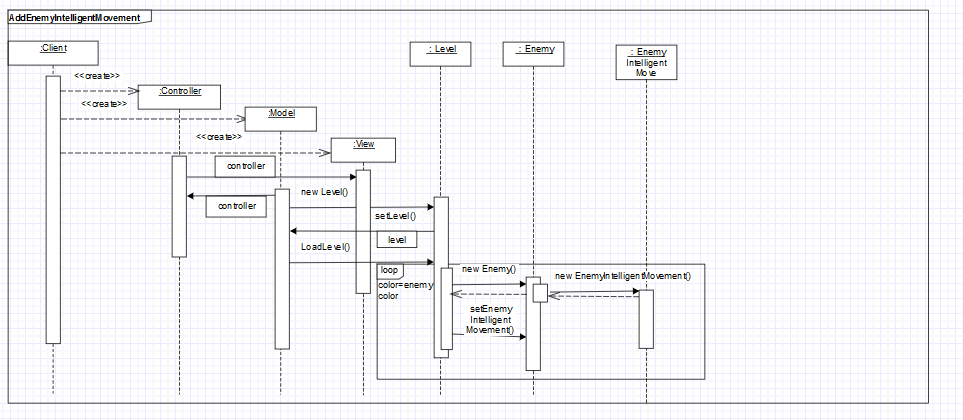 AddEnemyIntelligentMovement
:Client
: Level
: Enemy
: Enemy
Intelligent
Move
<<create>>
:Controller
<<create>>
:Model
<<create>>
:View
controller
new Level()
controller
setLevel()
level
LoadLevel()
loop
new Enemy()
new EnemyIntelligentMovement()
color=enemy
color
setEnemy
Intelligent
Movement()